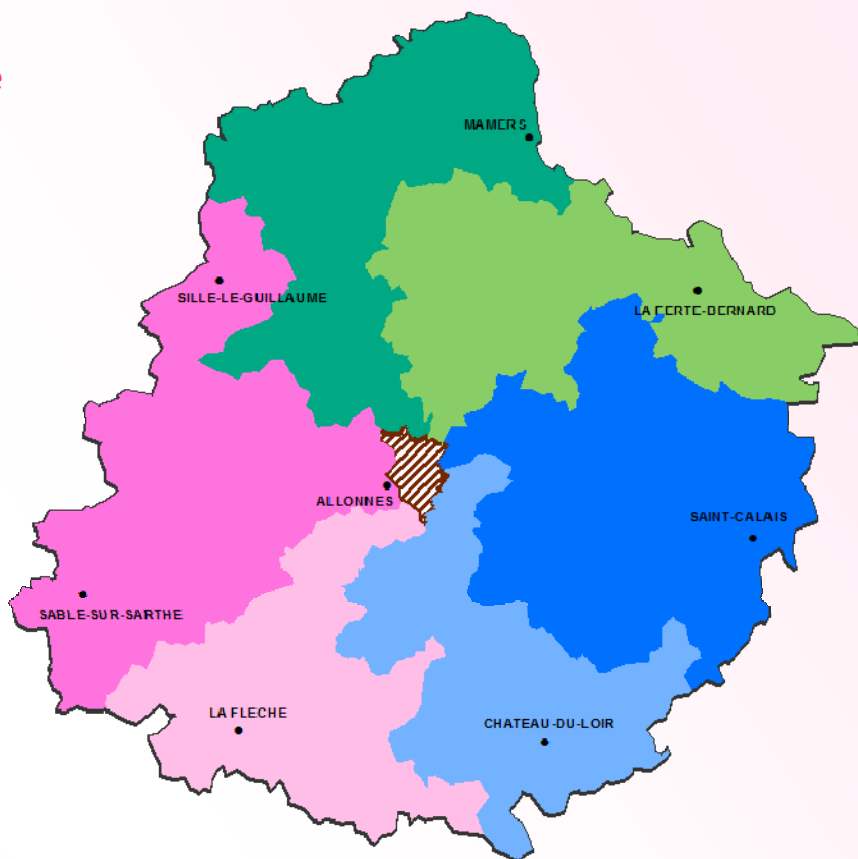 MAMERS
SILLE-LE-GUILLAUME
LA FERTE-BERNARD
ALLONNES
SAINT-CALAIS
SABLE-SUR-SARTHE
LA FLECHE
CHATEAU-DU-LOIR